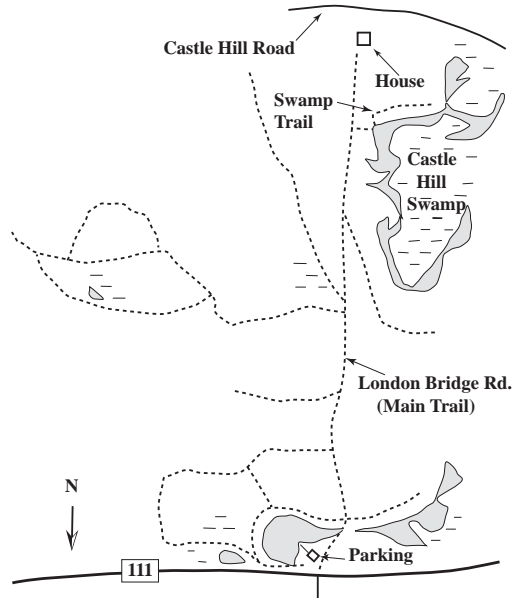 Castle Hill Road
House
Swamp
Trail
Castle
Hill
Swamp
London Bridge Rd.
(Main Trail)
N
Parking
111